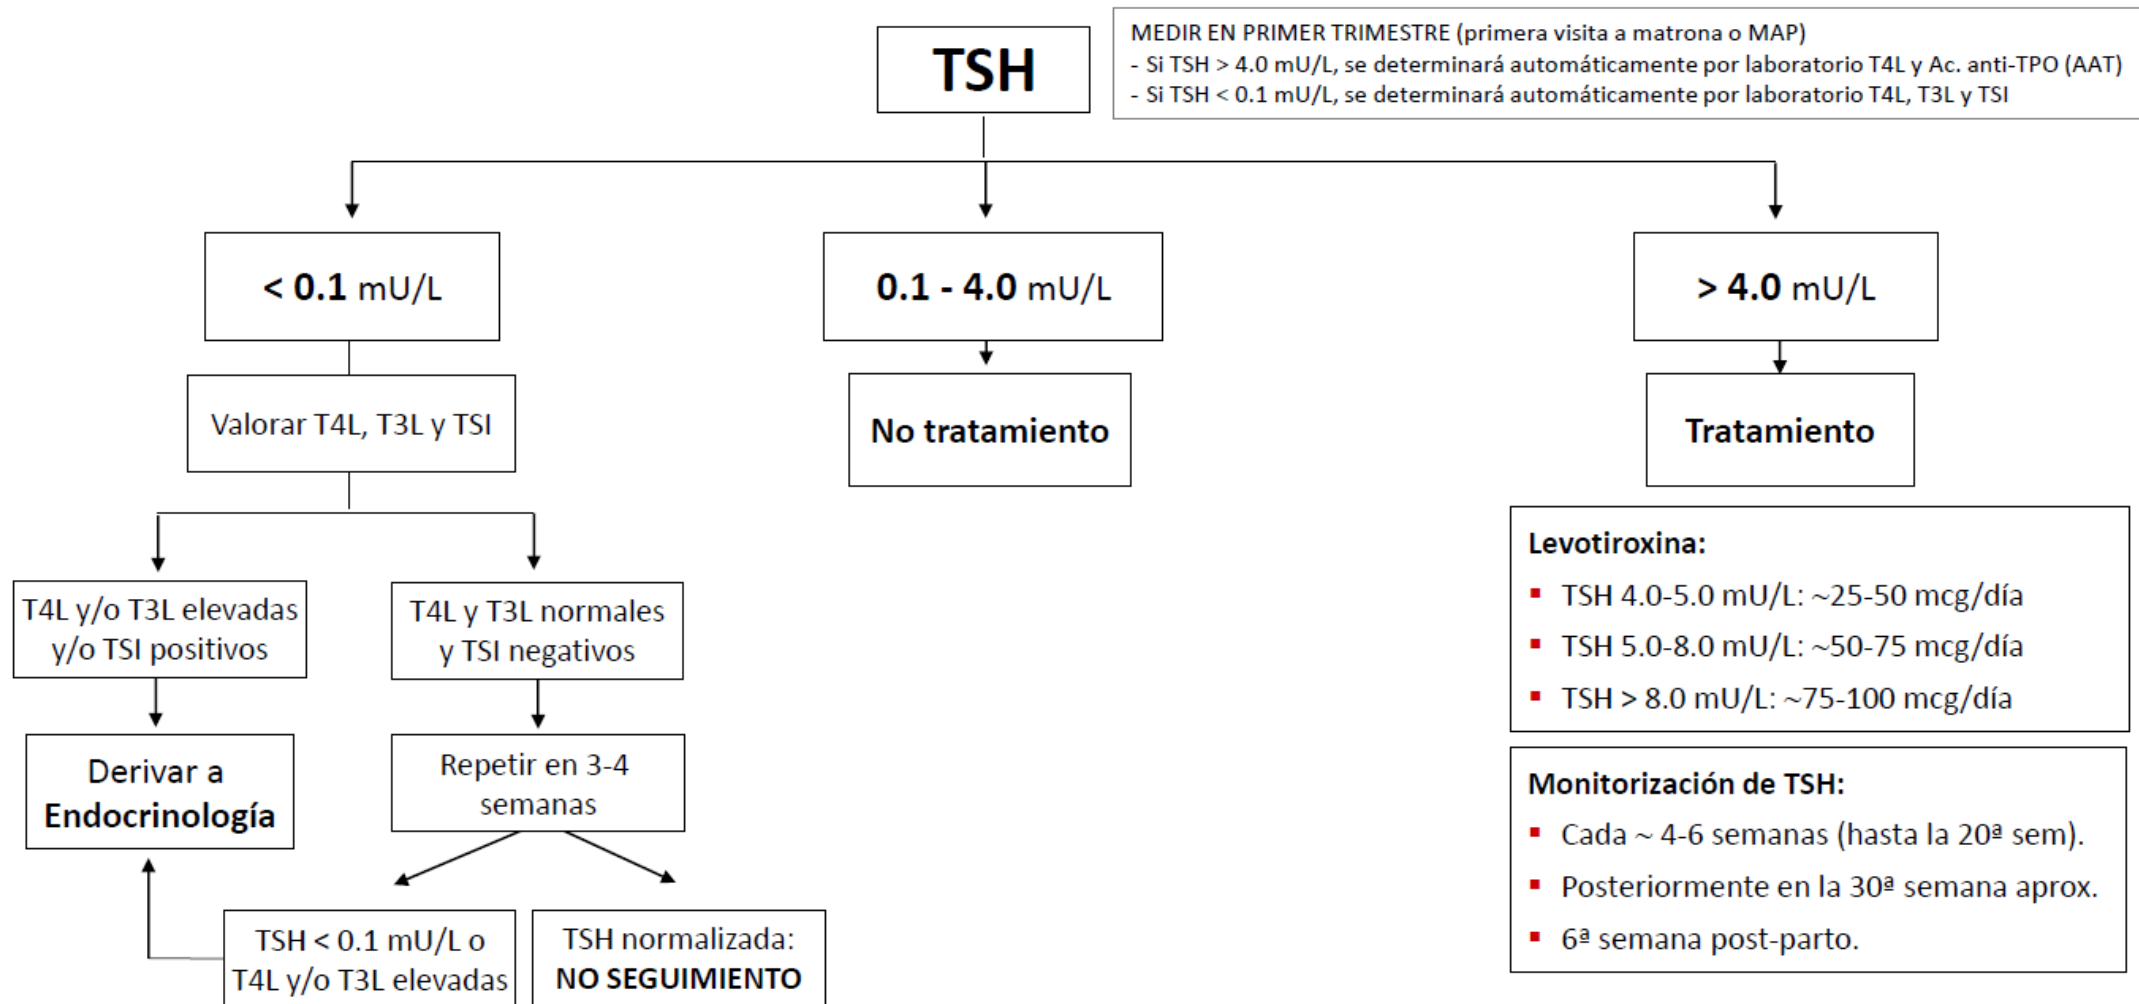 TSH
MEDIR EN PRIMER TRIMESTRE (primera visita a matrona o MAP)
- Si TSH > 4.0 mU/L, se determinará automáticamente por laboratorio T4L y Ac. anti-TPO (AAT)
- Si TSH < 0.1 mU/L, se determinará automáticamente por laboratorio T4L, T3L y TSI
< 0.1 mU/L
0.1 - 4.0 mU/L
> 4.0 mU/L
Valorar T4L, T3L y TSI
No tratamiento
Tratamiento
T4L y/o T3L elevadas
y/o TSI positivos
T4L y T3L normales
y TSI negativos
Derivar a
Endocrinología
Repetir en 3-4
semanas
TSH < 0.1 mU/L o
T4L y/o T3L elevadas
TSH normalizada:
NO SEGUIMIENTO
Levotiroxina:
▪ TSH 4.0-5.0 mU/L: ~25-50 mcg/día
▪ TSH 5.0-8.0 mU/L: ~50-75 mcg/día
▪ TSH > 8.0 mU/L: ~75-100 mcg/día
Monitorización de TSH:
▪ Cada ~ 4-6 semanas (hasta la 20ª sem).
▪ Posteriormente en la 30ª semana aprox.
▪ 6ª semana post-parto.